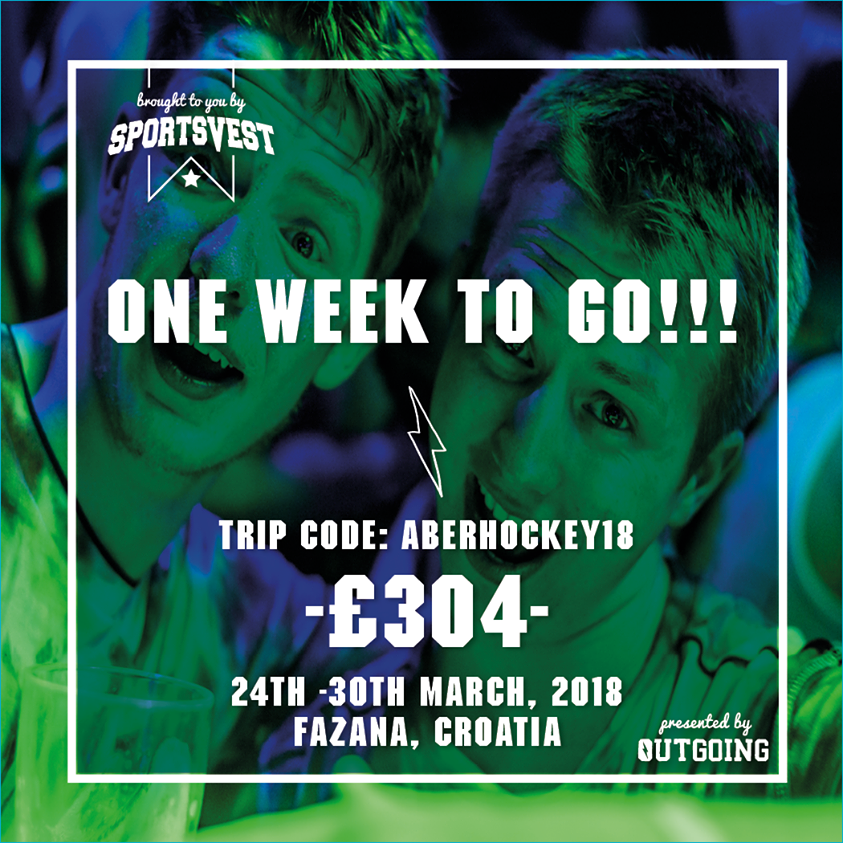 brought to you by
SPORTSVEST
ONE WEEK TO GO!!!
TRIP CODE: ABERHOCKEY18
-£304-
24TH -30TH MARCH, 2018
FAZANA, CROATIA
presented by
OUTGOING